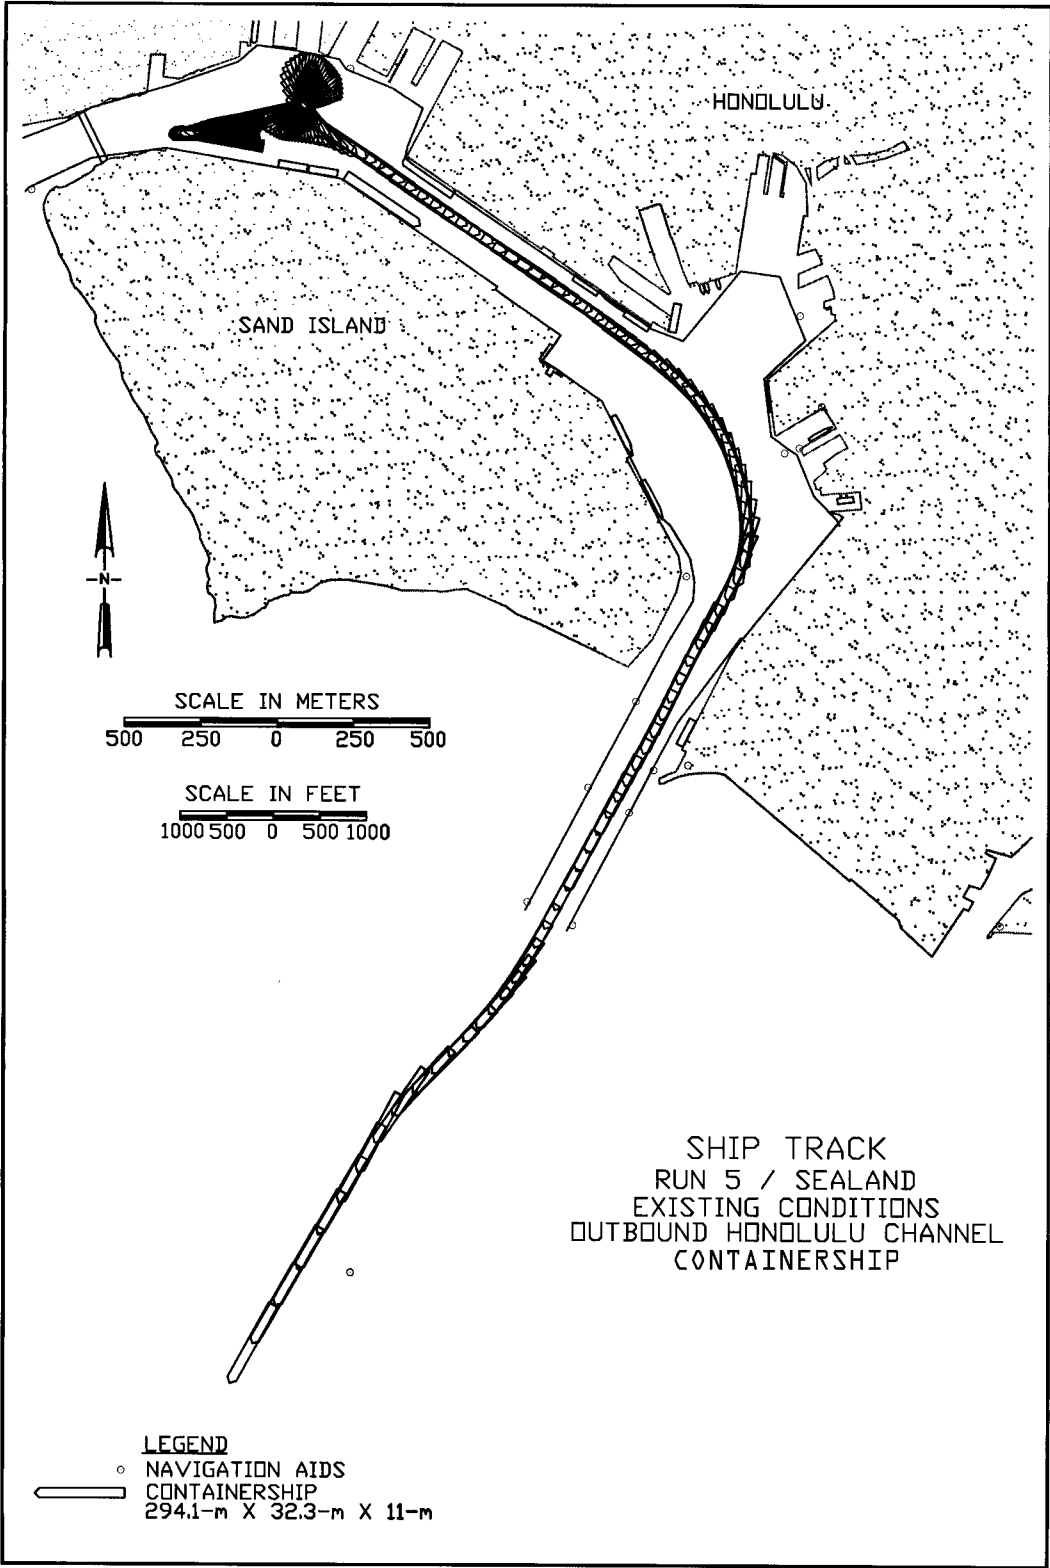 HONOLULU
SAND ISLAND
-N-
SCALE IN METERS
500 250 0 250 500
SCALE IN FEET
1000 500 0 500 1000
SHIP TRACK
RUN 5 / SEALAND
EXISTING CONDITIONS
OUTBOUND HONOLULU CHANNEL
CONTAINERSHIP
LEGEND
NAVIGATION AIDS
CONTAINERSHIP
294.1-m X 32.3-m X 11-m